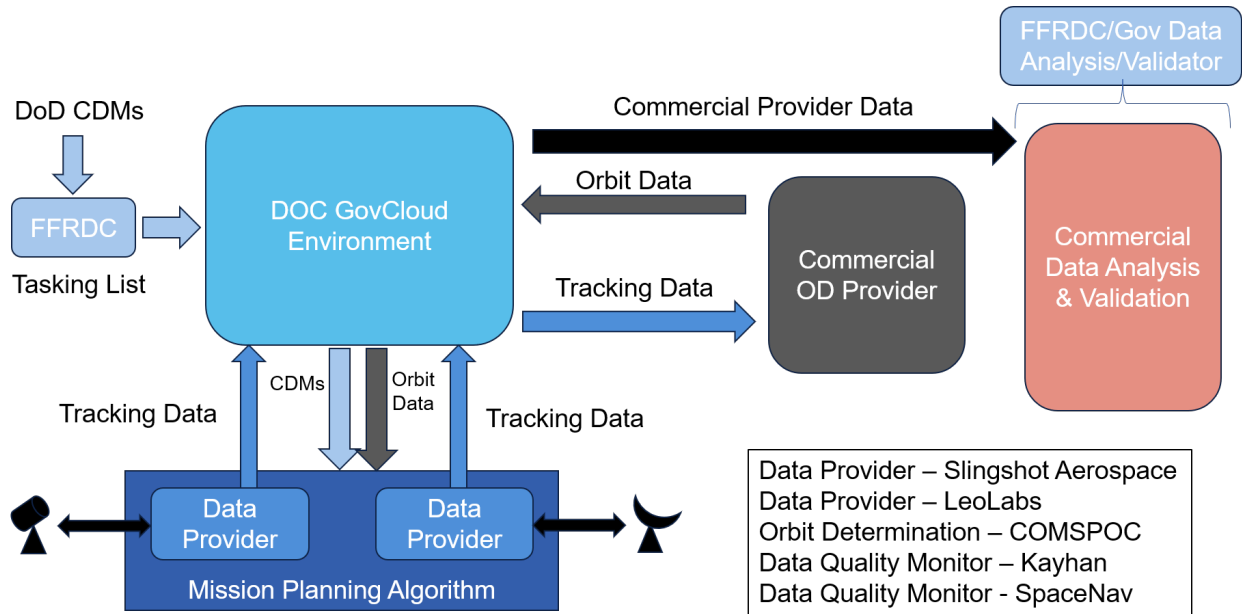 FFRDC/Gov Data
Analysis/Validator
DoD CDMs
Commercial Provider Data
FFRDC
Tasking List
DOC GovCloud
Environment
Orbit Data
Commercial
OD Provider
Commercial
Data Analysis
& Validation
Tracking Data
CDMs
Orbit
Data
Tracking Data
Tracking Data
Data
Provider
Data
Provider
Mission Planning Algorithm
Data Provider – Slingshot Aerospace
Data Provider – LeoLabs
Orbit Determination – COMSPOC
Data Quality Monitor – Kayhan
Data Quality Monitor - SpaceNav